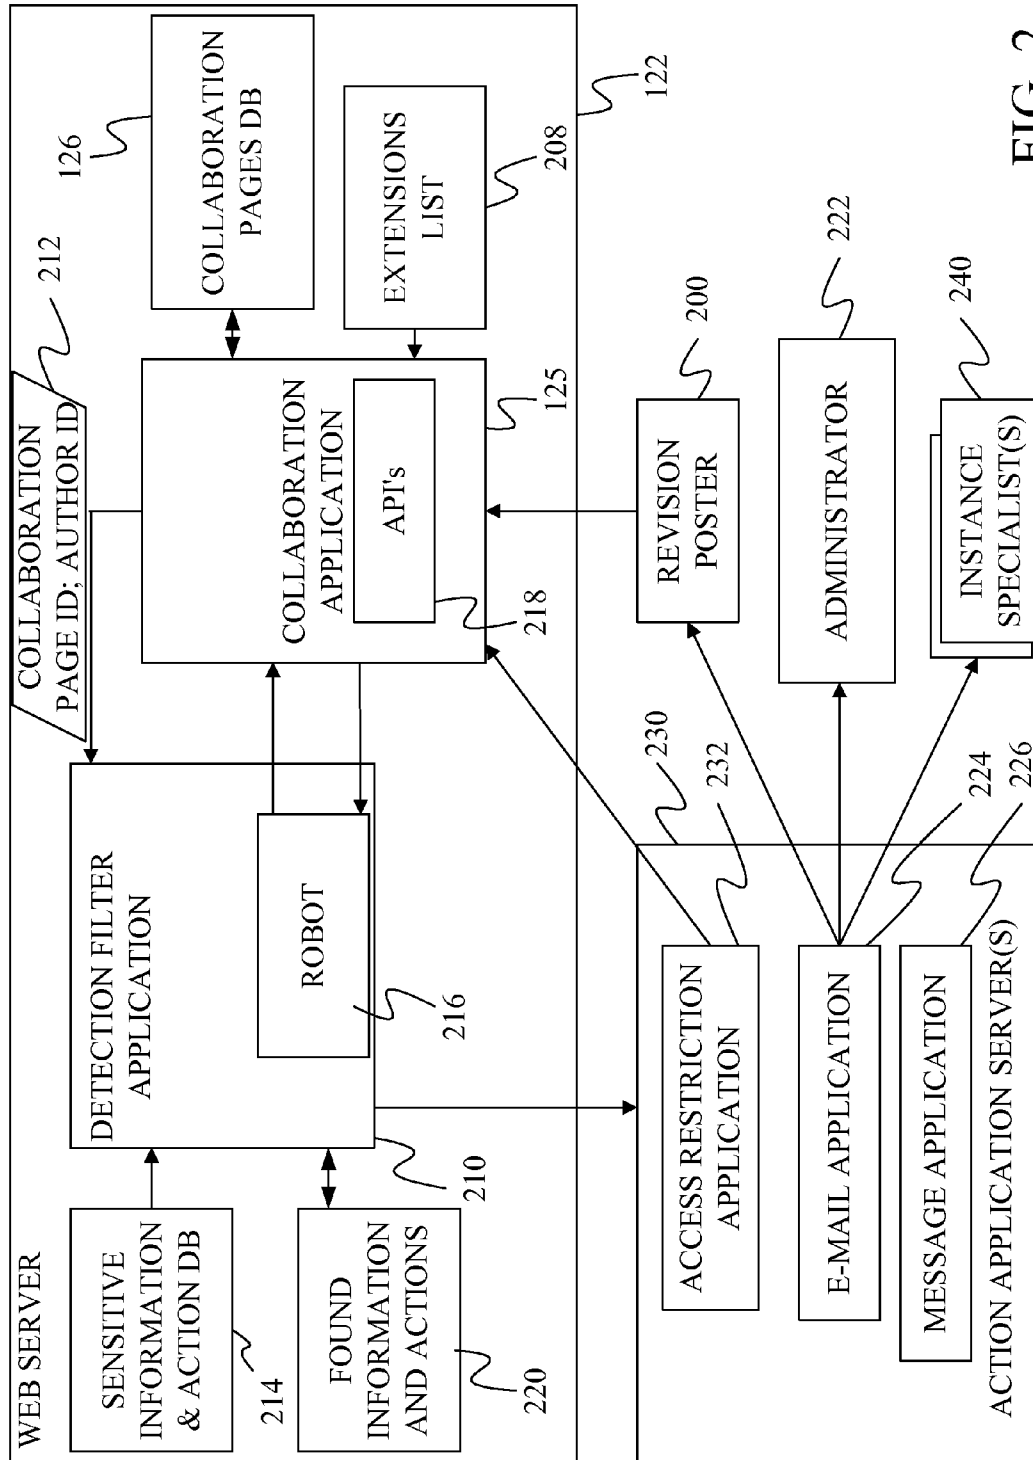 WEB SERVER
SENSITIVE
INFORMATION
& ACTION DB
214
FOUND
INFORMATION
AND ACTIONS
220
DETECTION FILTER
APPLICATION
ROBOT
216
210
COLLABORATION
PAGE ID; AUTHOR ID
212
COLLABORATION
APPLICATION
API's
218
125
COLLABORATION
PAGES DB
126
EXTENSIONS
LIST
208
122
ACCESS RESTRICTION
APPLICATION
232
230
E-MAIL APPLICATION
224
MESSAGE APPLICATION
226
ACTION APPLICATION SERVER(S)
REVISION
POSTER
200
ADMINISTRATOR
222
INSTANCE
SPECIALIST(S)
240
FIG. 2